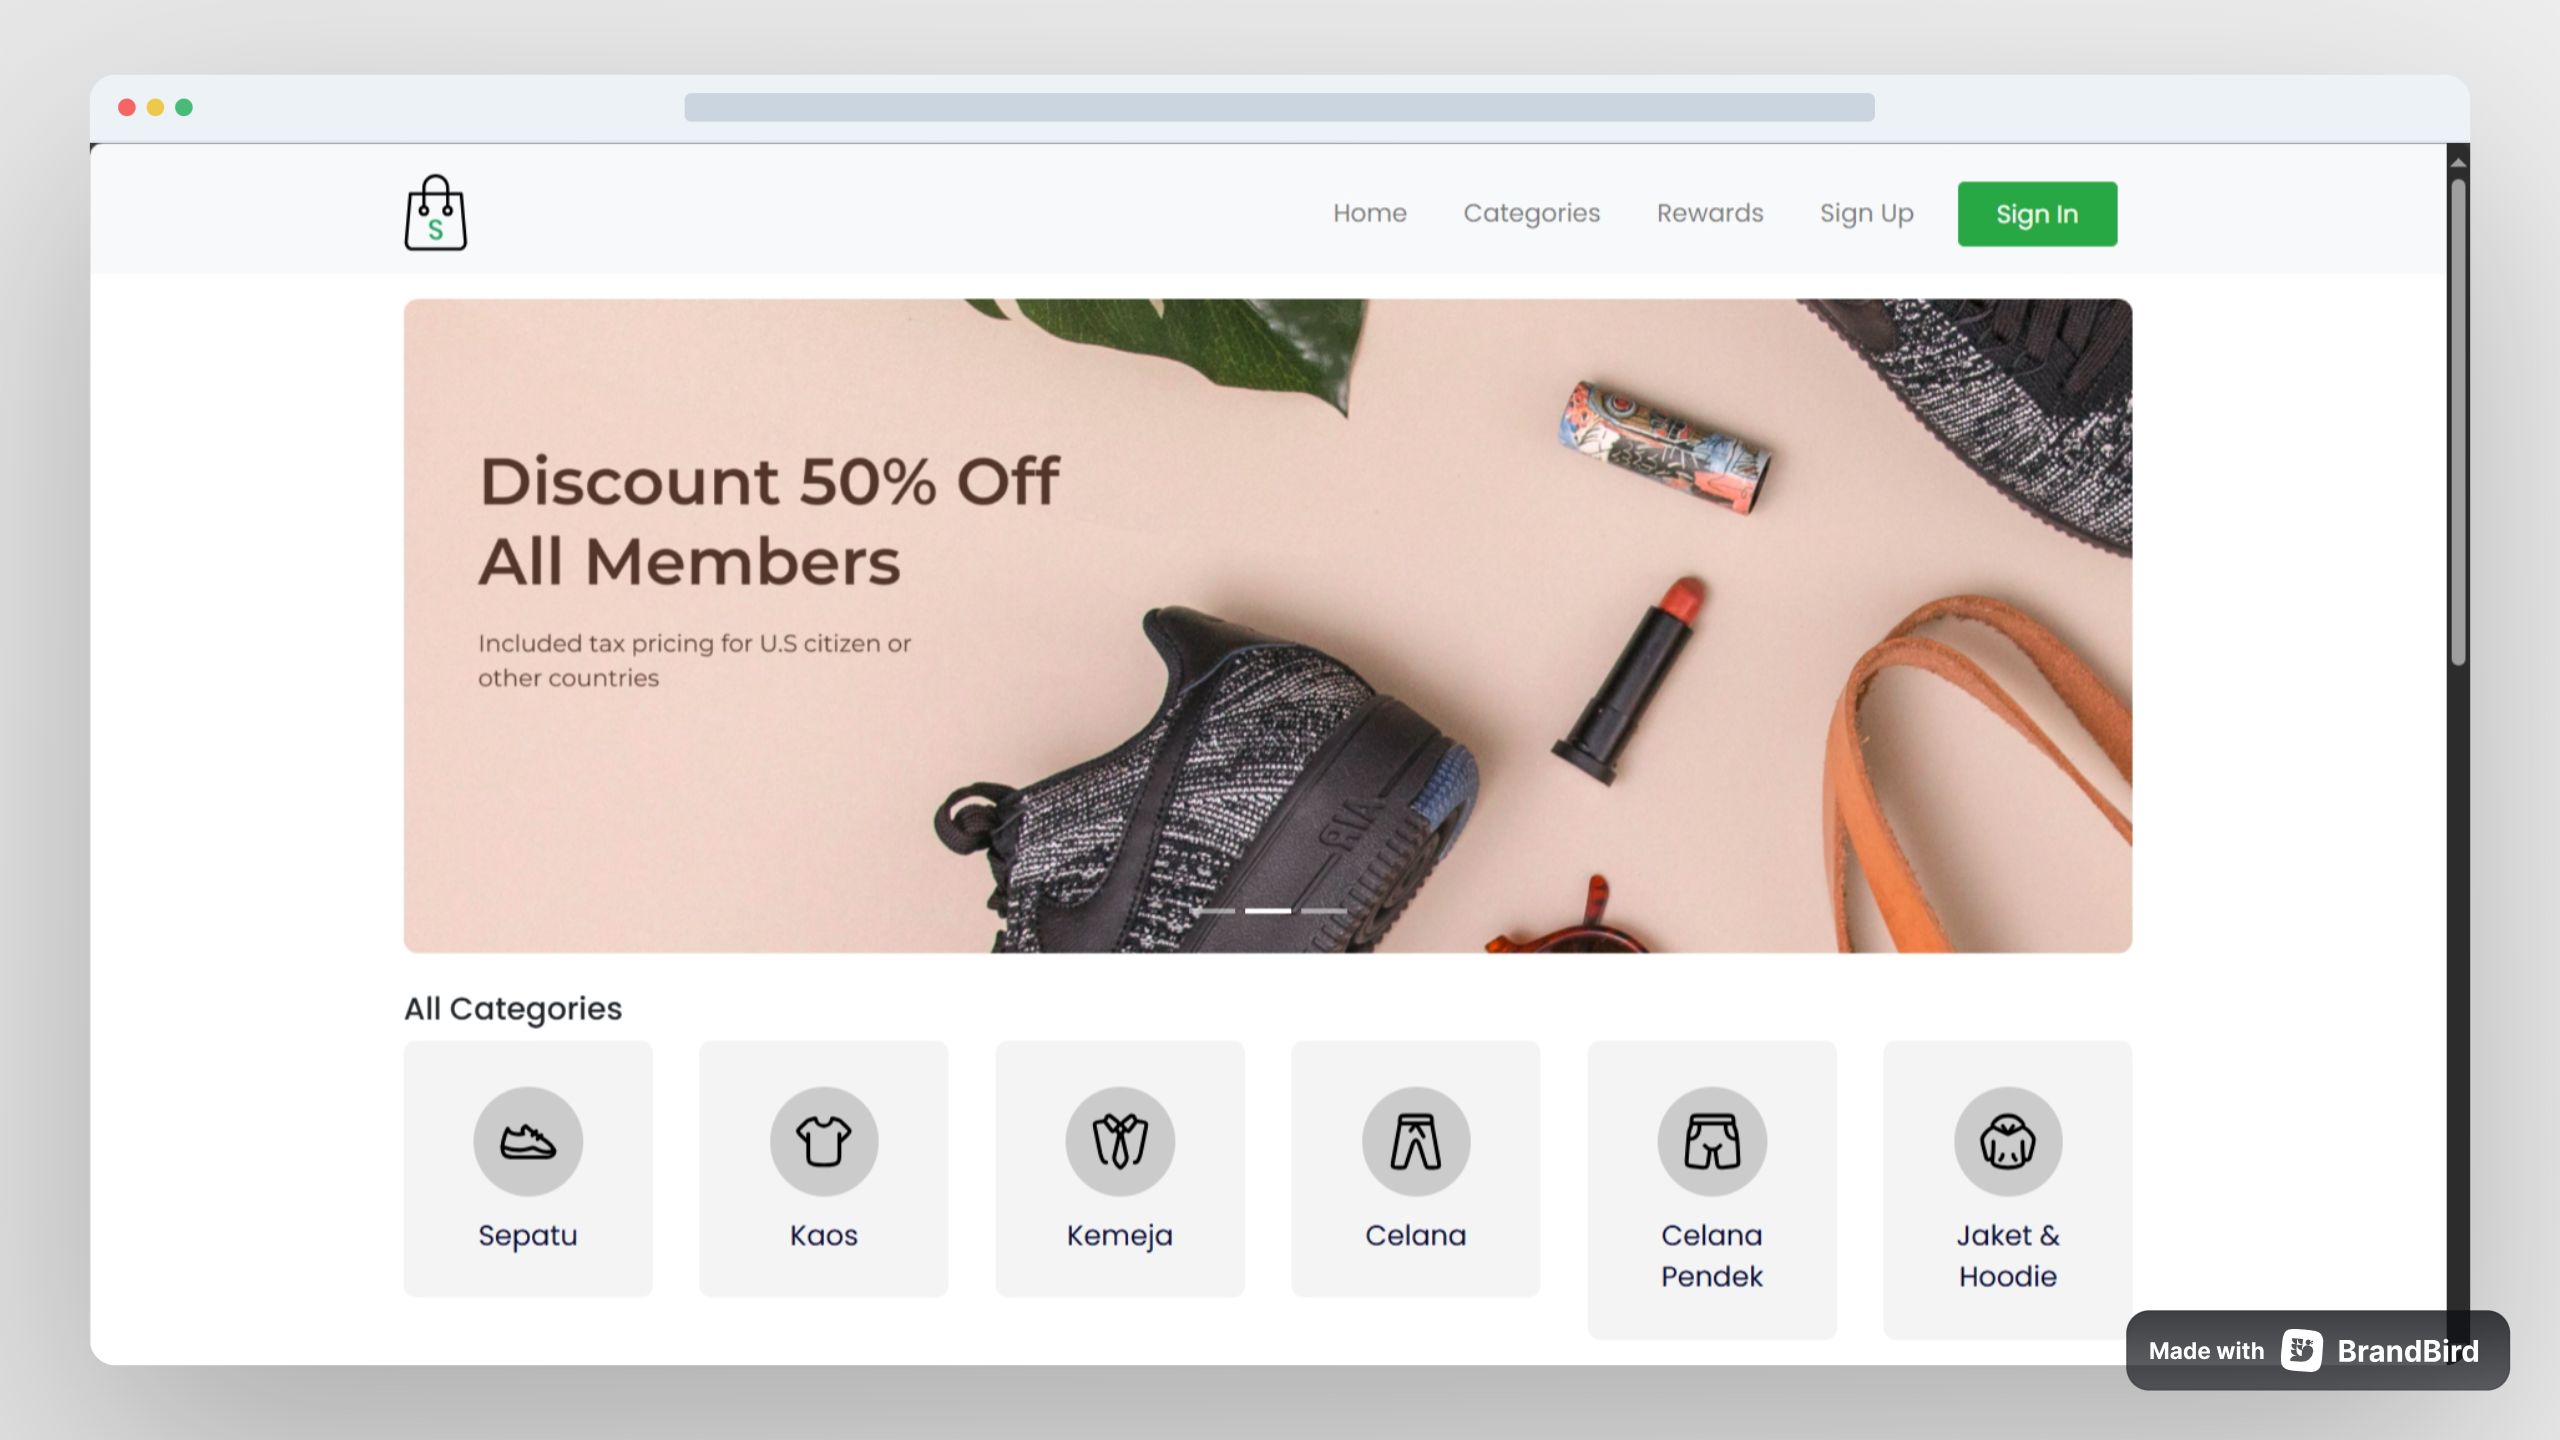 S
Home
Categories
Rewards
Sign Up
Sign In
Discount 50% Off
All Members
Included tax pricing for U.S citizen or
other countries
AIR
All Categories
Sepatu
Kaos
Kemeja
Celana
Celana
Pendek
Jaket &
Hoodie
Made with BrandBird